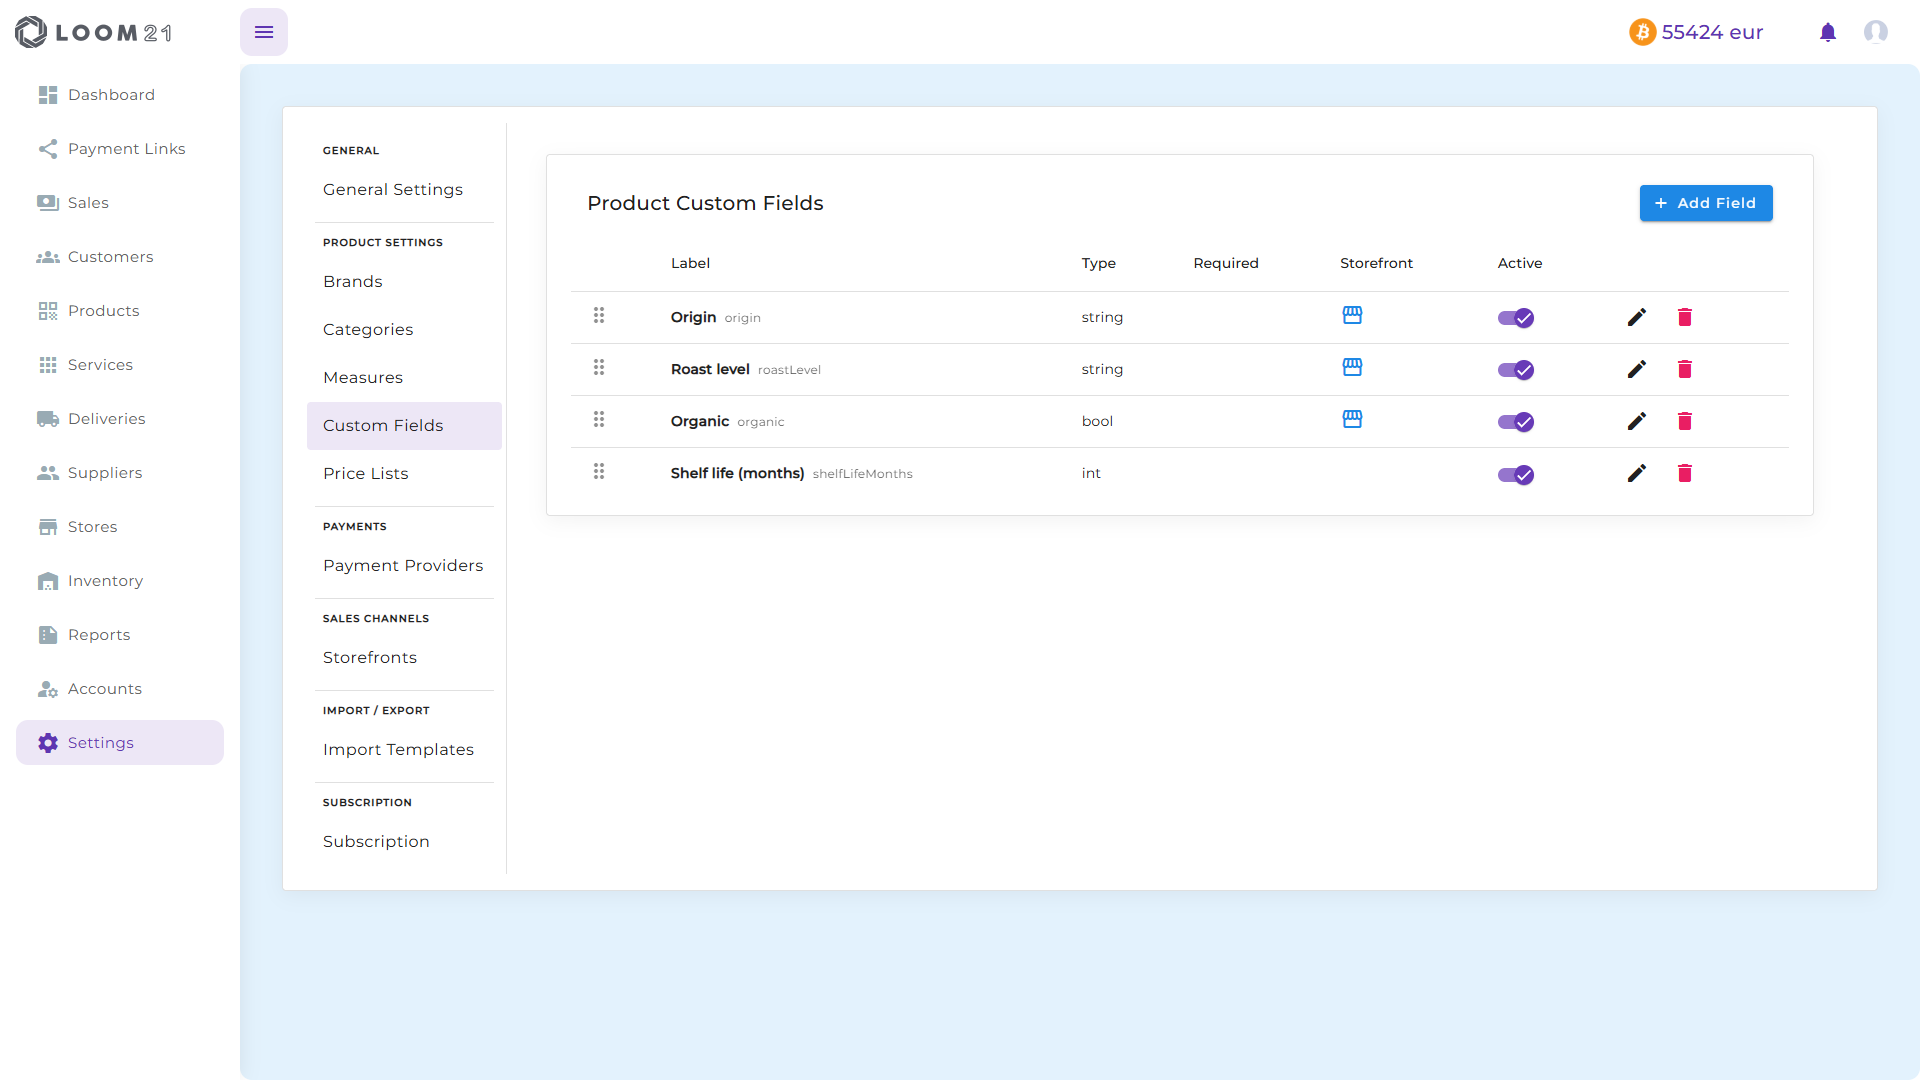 LOOM21
55424 eur
Dashboard
Payment Links
Sales
Customers
Products
Services
Deliveries
Suppliers
Stores
Inventory
Reports
Accounts
Settings
GENERAL
General Settings
PRODUCT SETTINGS
Brands
Categories
Measures
Custom Fields
Price Lists
PAYMENTS
Payment Providers
SALES CHANNELS
Storefronts
IMPORT / EXPORT
Import Templates
SUBSCRIPTION
Subscription
Product Custom Fields
+ Add Field
Label Type Required Storefront Active
Origin origin string
Roast level roastLevel string
Organic organic bool
Shelf life (months) shelfLifeMonths int